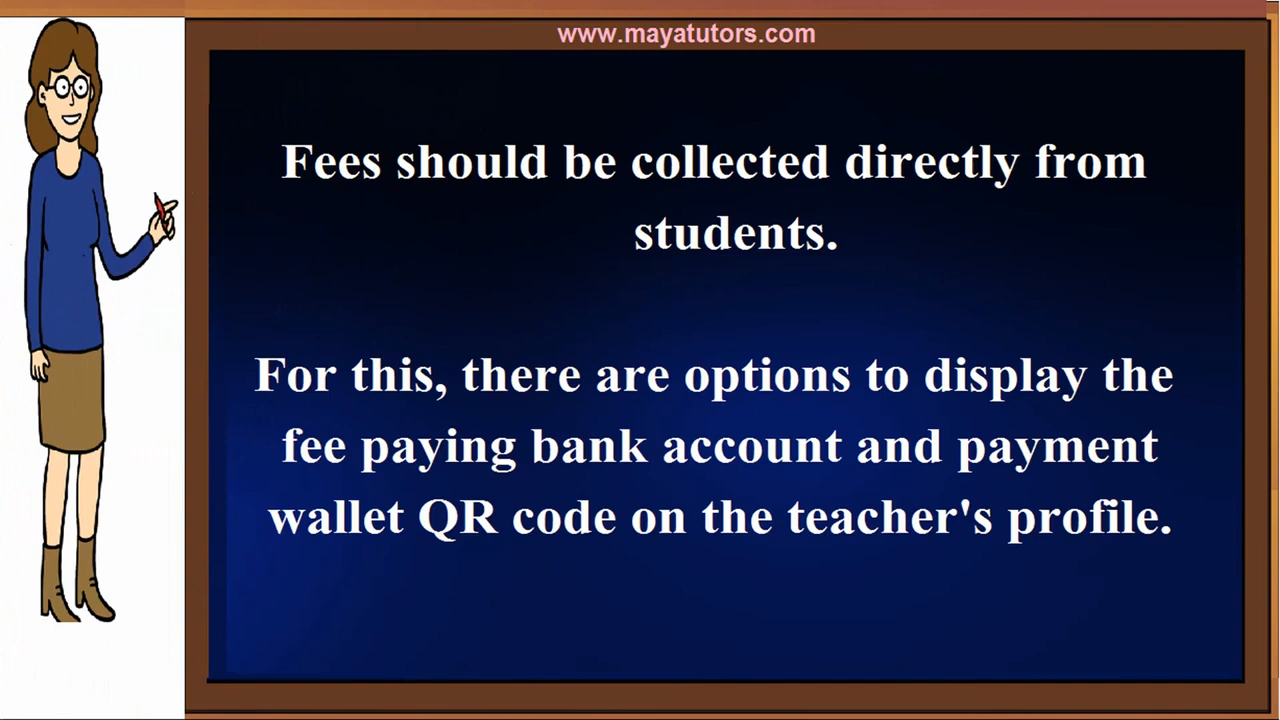 www.mayatutors.com
Fees should be collected directly from
students.
For this, there are options to display the
fee paying bank account and payment
wallet QR code on the teacher's profile.